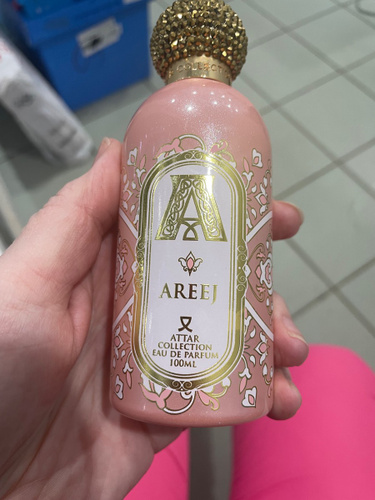 A
AREEJ
ATTAR
COLLECTION
EAU DE PARFUM
100ML